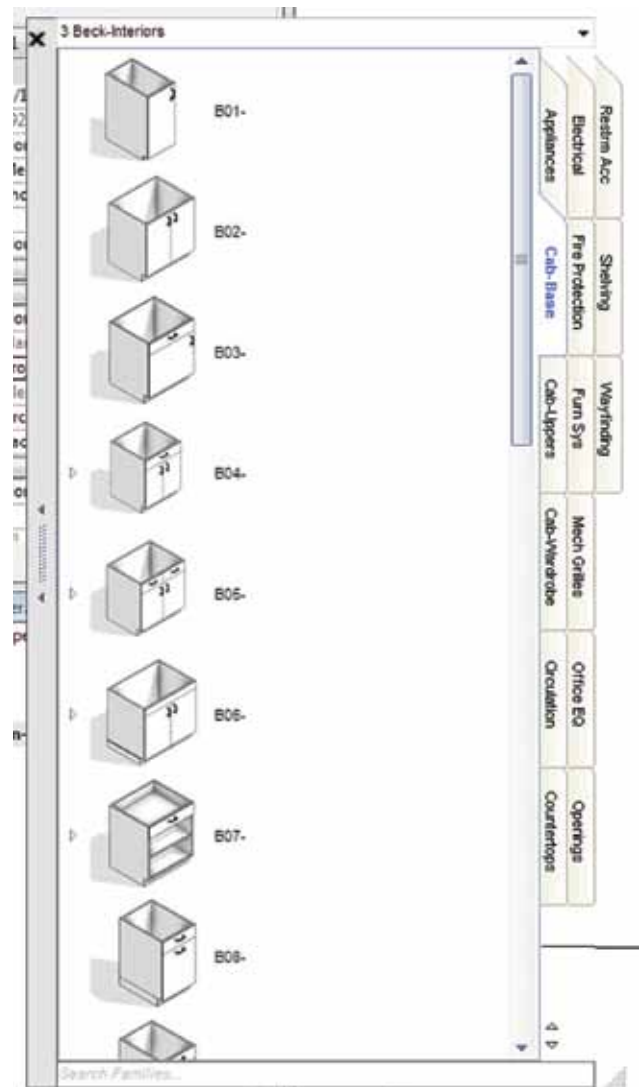 3 Beck-Interiors
B01-
B02-
B03-
B04-
B05-
B06-
B07-
B08-
Search Families...
Appliances
Cab-Base
Cab-Uppers
Cab-Wardrobe
Circulation
Countertops
Electrical
Fire Protection
Furn Sys
Mech Grilles
Office EQ
Openings
Restrm Acc
Shelving
Wayfinding